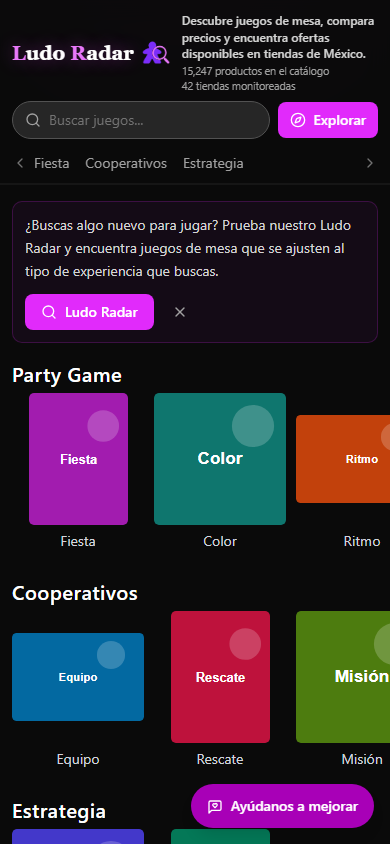 Ludo Radar
Descubre juegos de mesa, compara
precios y encuentra ofertas
disponibles en tiendas de México.
15,247 productos en el catálogo
42 tiendas monitoreadas
Buscar juegos...
Explorar
Fiesta Cooperativos Estrategia
¿Buscas algo nuevo para jugar? Prueba nuestro Ludo
Radar y encuentra juegos de mesa que se ajusten al
tipo de experiencia que buscas.
Ludo Radar
Party Game
Fiesta
Color
Ritmo
Fiesta
Color
Ritmo
Cooperativos
Equipo
Rescate
Misión
Equipo
Rescate
Misión
Estrategia
Ayúdanos a mejorar